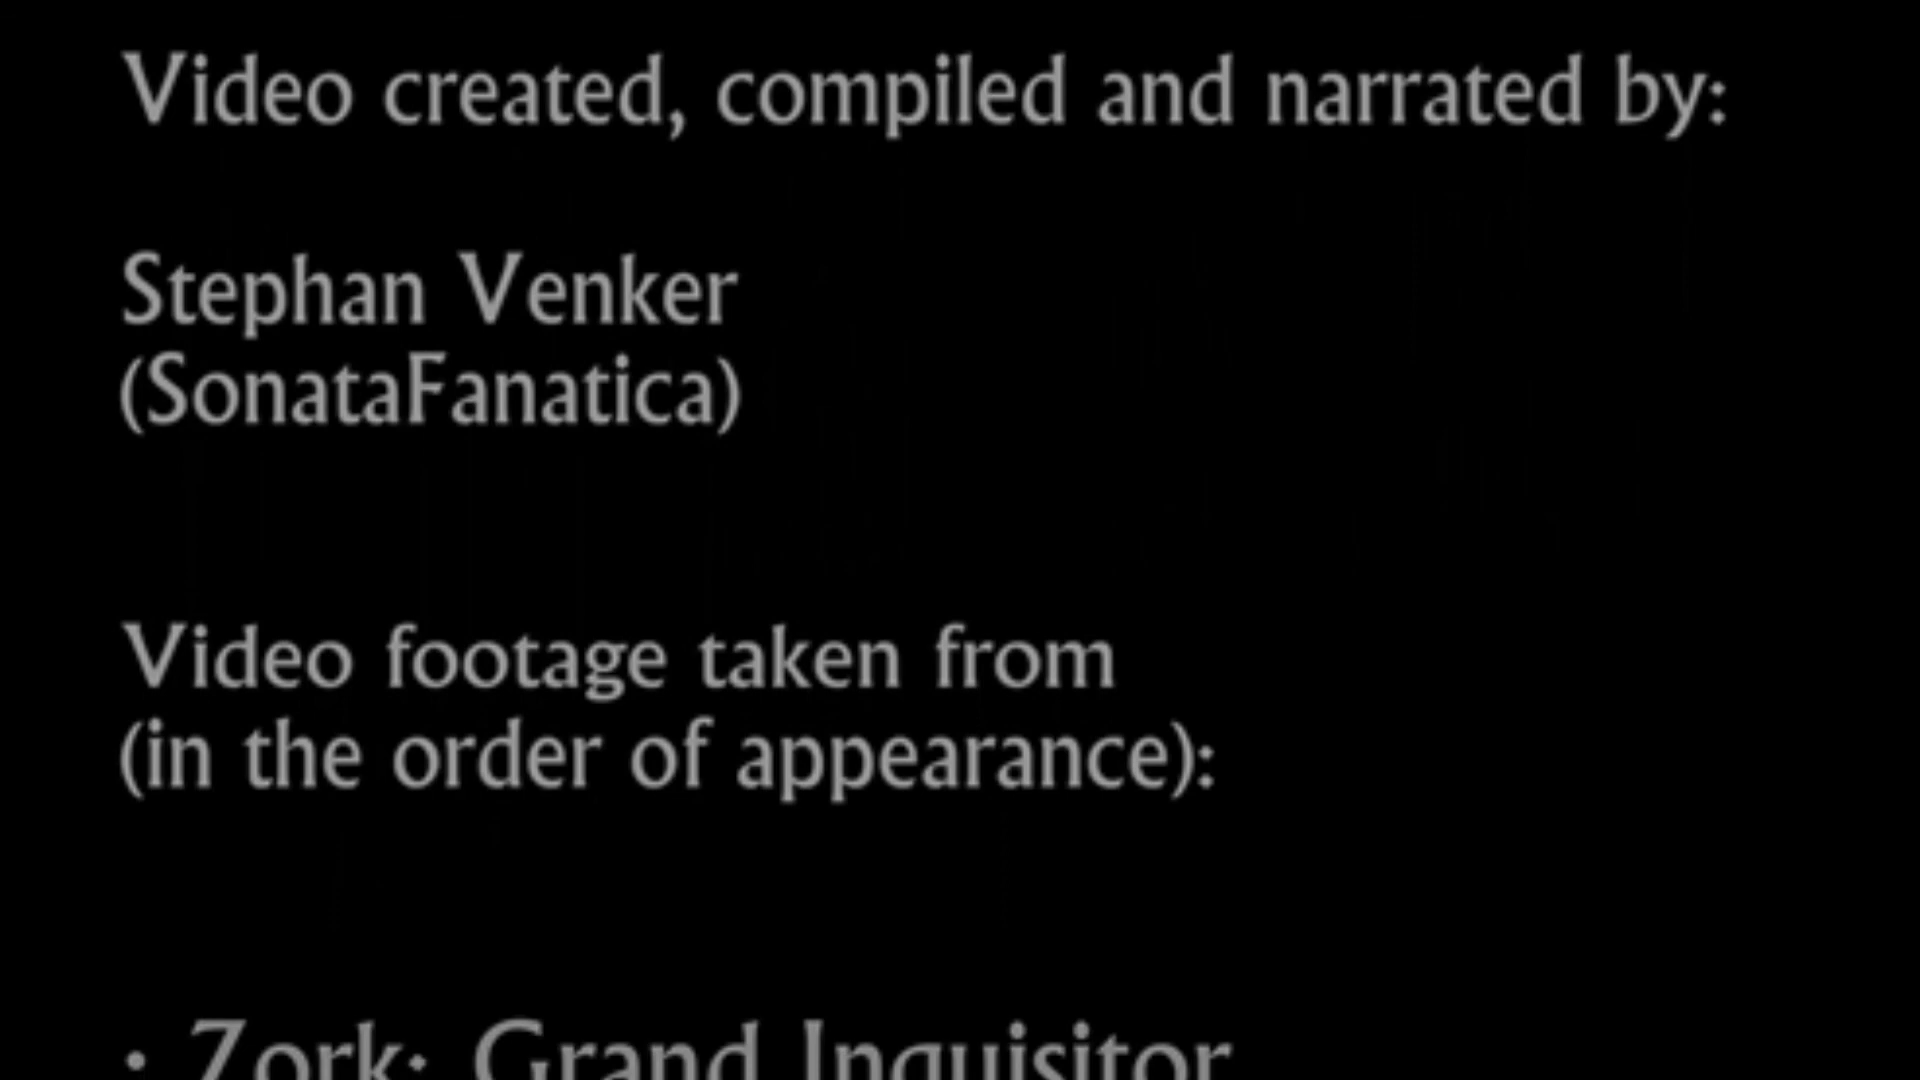 Video created, compiled and narrated by:
Stephan Venker
(SonataFanatica)
Video footage taken from
(in the order of appearance):
• Zork: Grand Inquisitor